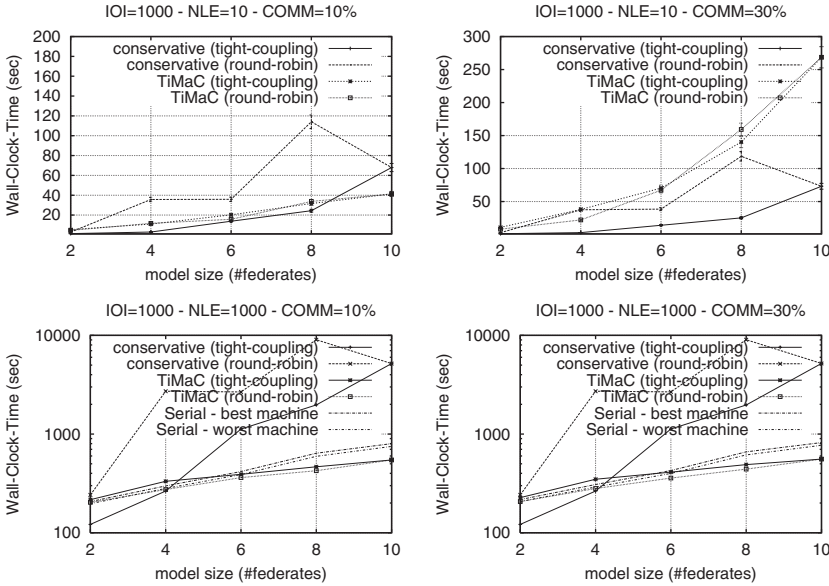 IOI=1000 - NLE=10 - COMM=10%
Wall-Clock-Time (sec)
200
180
160
140
120
100
80
60
40
20
conservative (tight-coupling)
conservative (round-robin)
TiMaC (tight-coupling)
TiMaC (round-robin)
2
4
6
8
10
model size (#federates)
IOI=1000 - NLE=10 - COMM=30%
Wall-Clock-Time (sec)
300
250
200
150
100
50
conservative (tight-coupling)
conservative (round-robin)
TiMaC (tight-coupling)
TiMaC (round-robin)
2
4
6
8
10
model size (#federates)
IOI=1000 - NLE=1000 - COMM=10%
Wall-Clock-Time (sec)
10000
1000
100
conservative (tight-coupling)
conservative (round-robin)
TiMaC (tight-coupling)
TiMaC (round-robin)
Serial - best machine
Serial - worst machine
2
4
6
8
10
model size (#federates)
IOI=1000 - NLE=1000 - COMM=30%
Wall-Clock-Time (sec)
10000
1000
100
conservative (tight-coupling)
conservative (round-robin)
TiMaC (tight-coupling)
TiMaC (round-robin)
Serial - best machine
Serial - worst machine
2
4
6
8
10
model size (#federates)